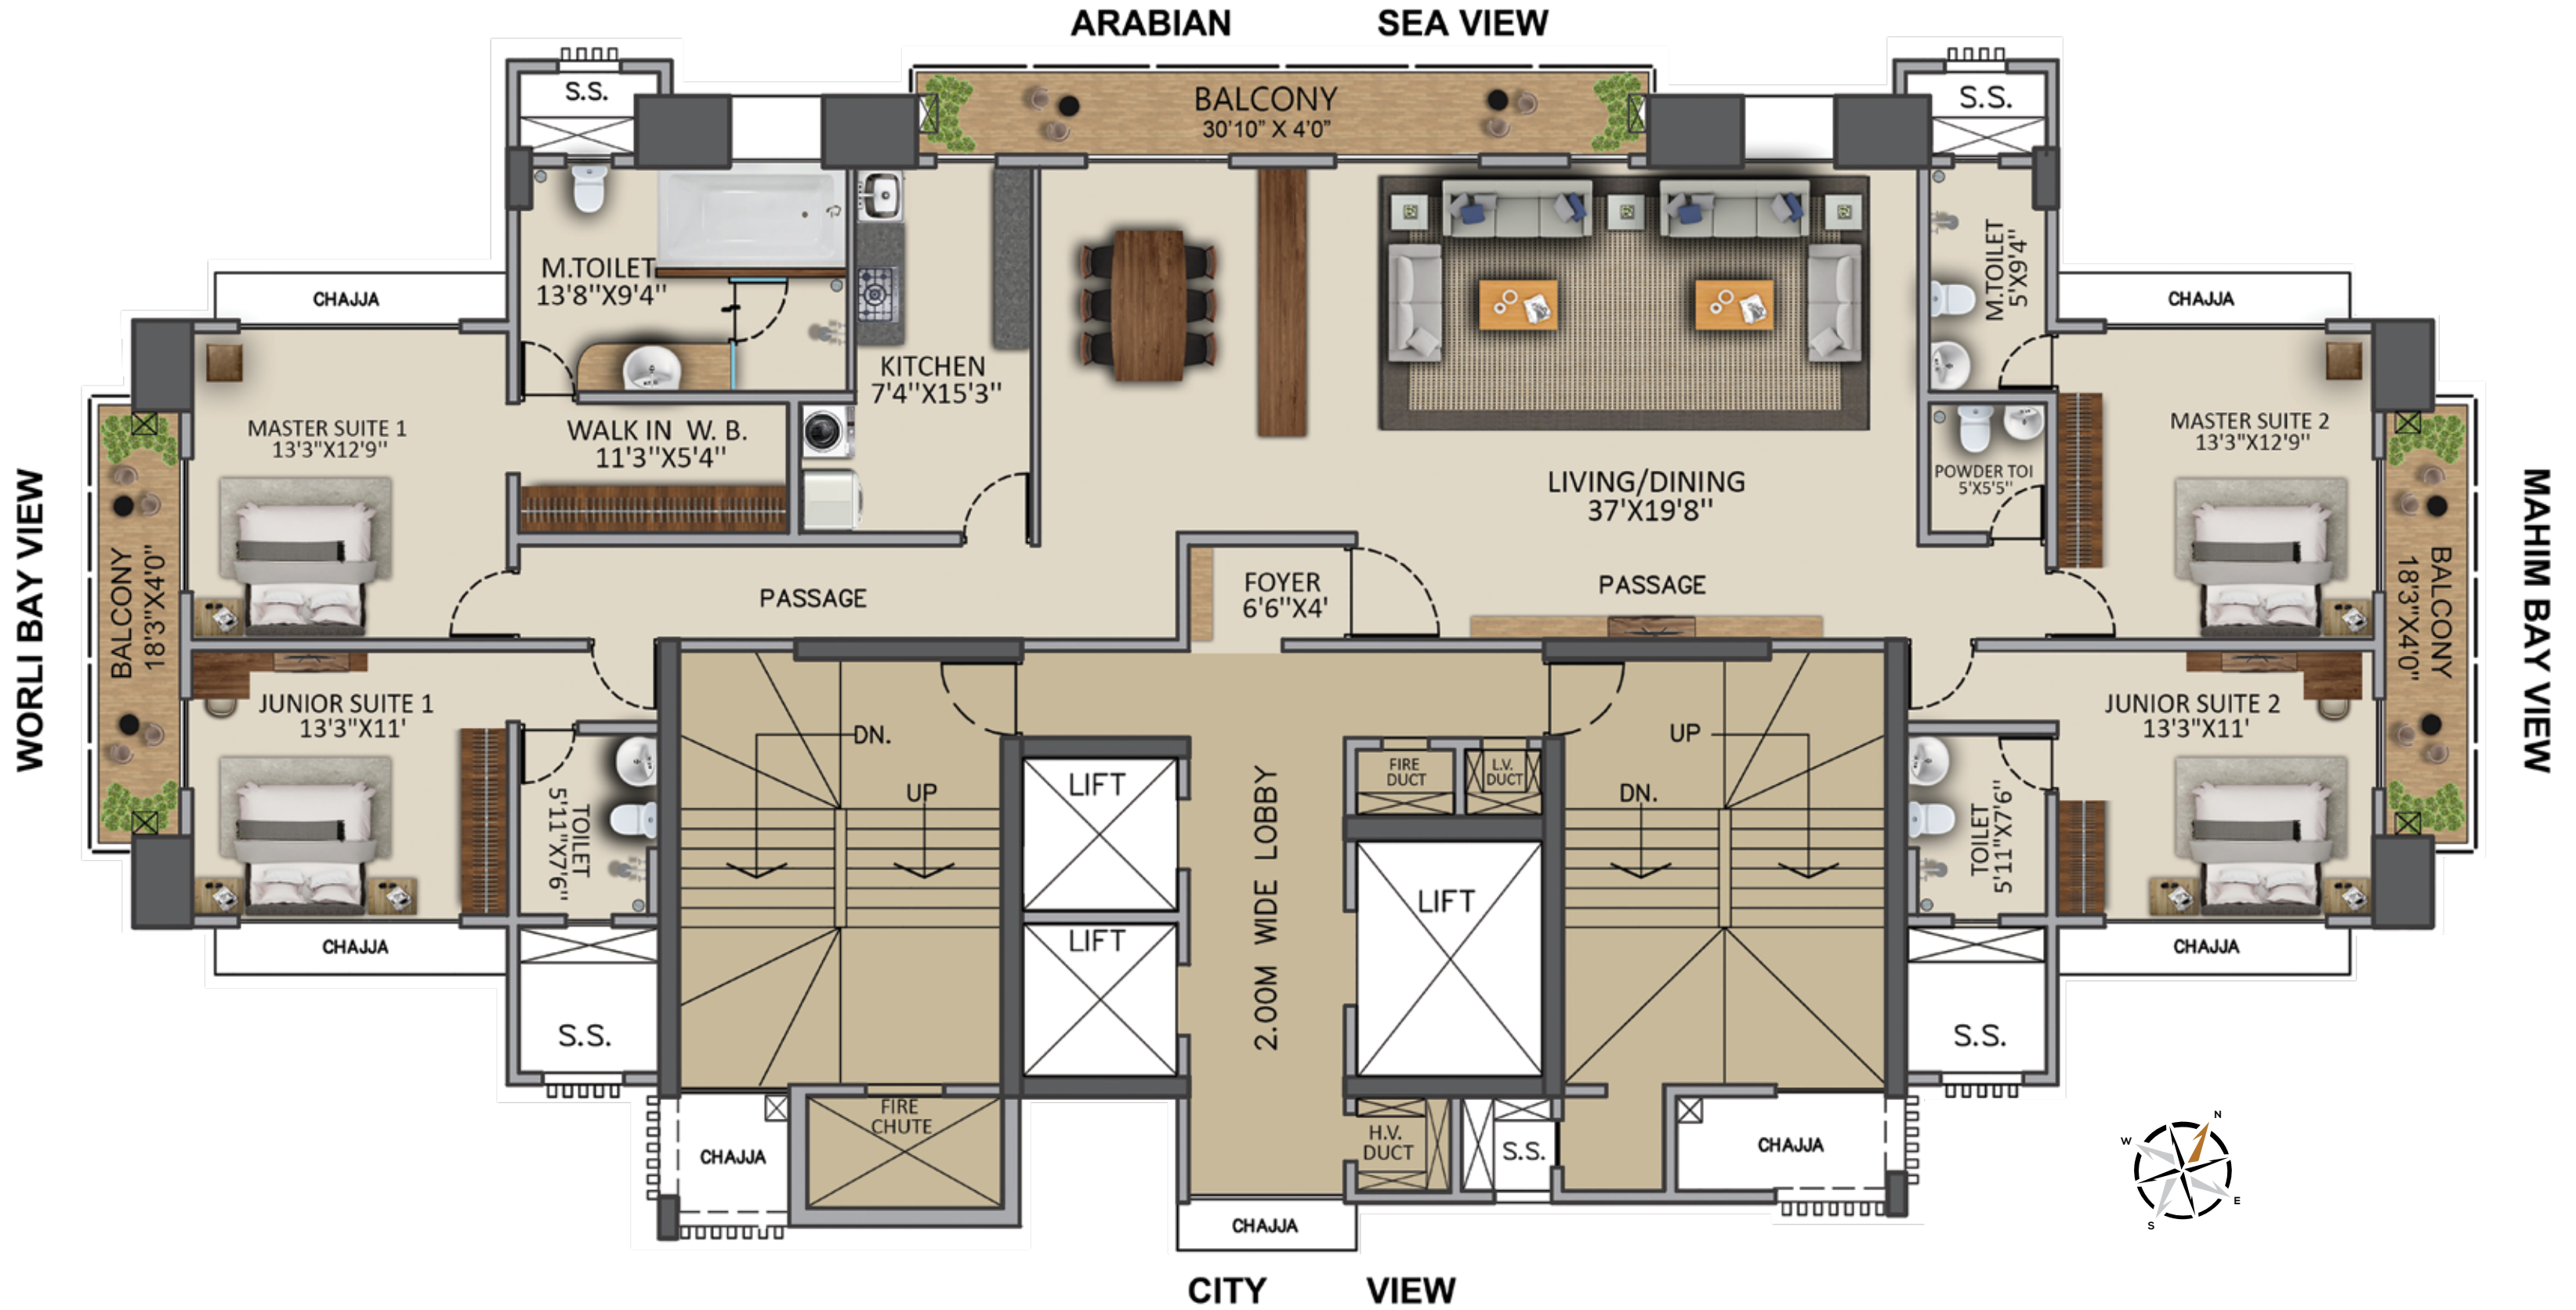 ARABIAN SEA VIEW
S.S.
BALCONY
30'10" X 4'0"
S.S.
CHAJJA
M.TOILET
13'8"X9'4"
M.TOILET
5'X9'4"
CHAJJA
KITCHEN
7'4"X15'3"
MASTER SUITE 1
13'3"X12'9"
WALK IN W. B.
11'3"X5'4"
LIVING/DINING
37'X19'8"
POWDER TOI
5'X5'5"
MASTER SUITE 2
13'3"X12'9"
WORLI BAY VIEW
BALCONY
18'3"X4'0"
PASSAGE
FOYER
6'6"X4'
PASSAGE
BALCONY
18'3"X4'0"
MAHIM BAY VIEW
JUNIOR SUITE 1
13'3"X11'
TOILET
5'11"X7'6"
DN.
UP
LIFT
LIFT
2.00M WIDE LOBBY
FIRE
DUCT
L.V.
DUCT
LIFT
UP
DN.
JUNIOR SUITE 2
13'3"X11'
TOILET
5'11"X7'6"
CHAJJA
CHAJJA
S.S.
S.S.
FIRE
CHUTE
CHAJJA
H.V.
DUCT
S.S.
CHAJJA
CHAJJA
N
W
E
S
CITY VIEW